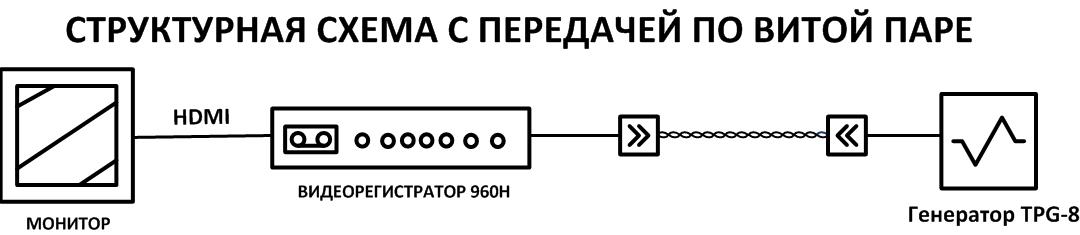 СТРУКТУРНАЯ СХЕМА С ПЕРЕДАЧЕЙ ПО ВИТОЙ ПАРЕ
HDMI
ВИДЕОРЕГИСТРАТОР 960H
Генератор TPG-8
МОНИТОР